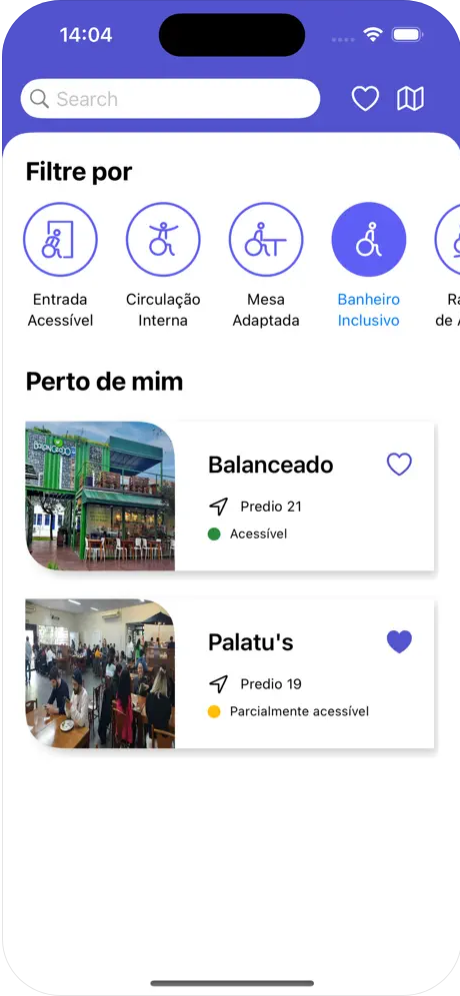 14:04
Search
Filtre por
Entrada Acessível
Circulação Interna
Mesa Adaptada
Banheiro Inclusivo
de
Perto de mim
BALANCEADO
Balanceado
Predio 21
Acessível
Palatu's
Predio 19
Parcialmente acessível